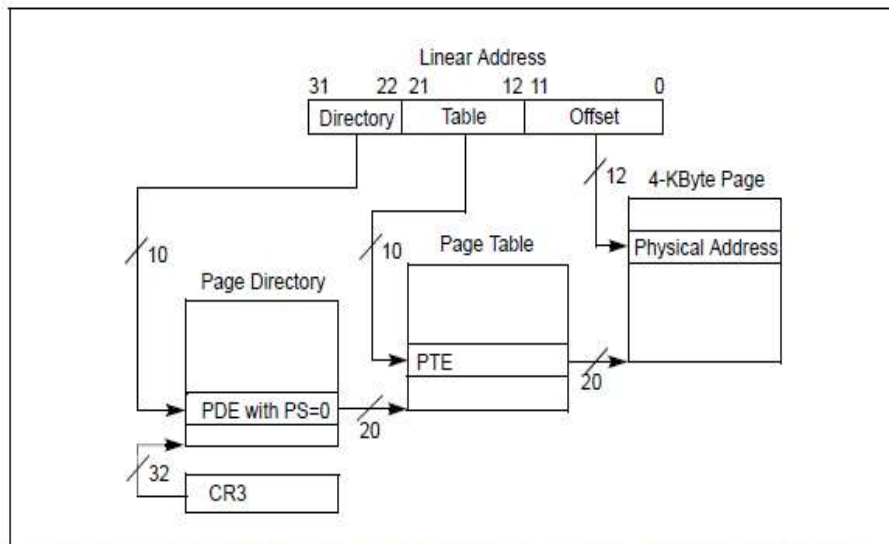 Linear Address
31 22 21 12 11 0
Directory Table Offset
12 4-KByte Page
10 10 Page Table Physical Address
Page Directory
PTE
20
PDE with PS=0
20
32
CR3